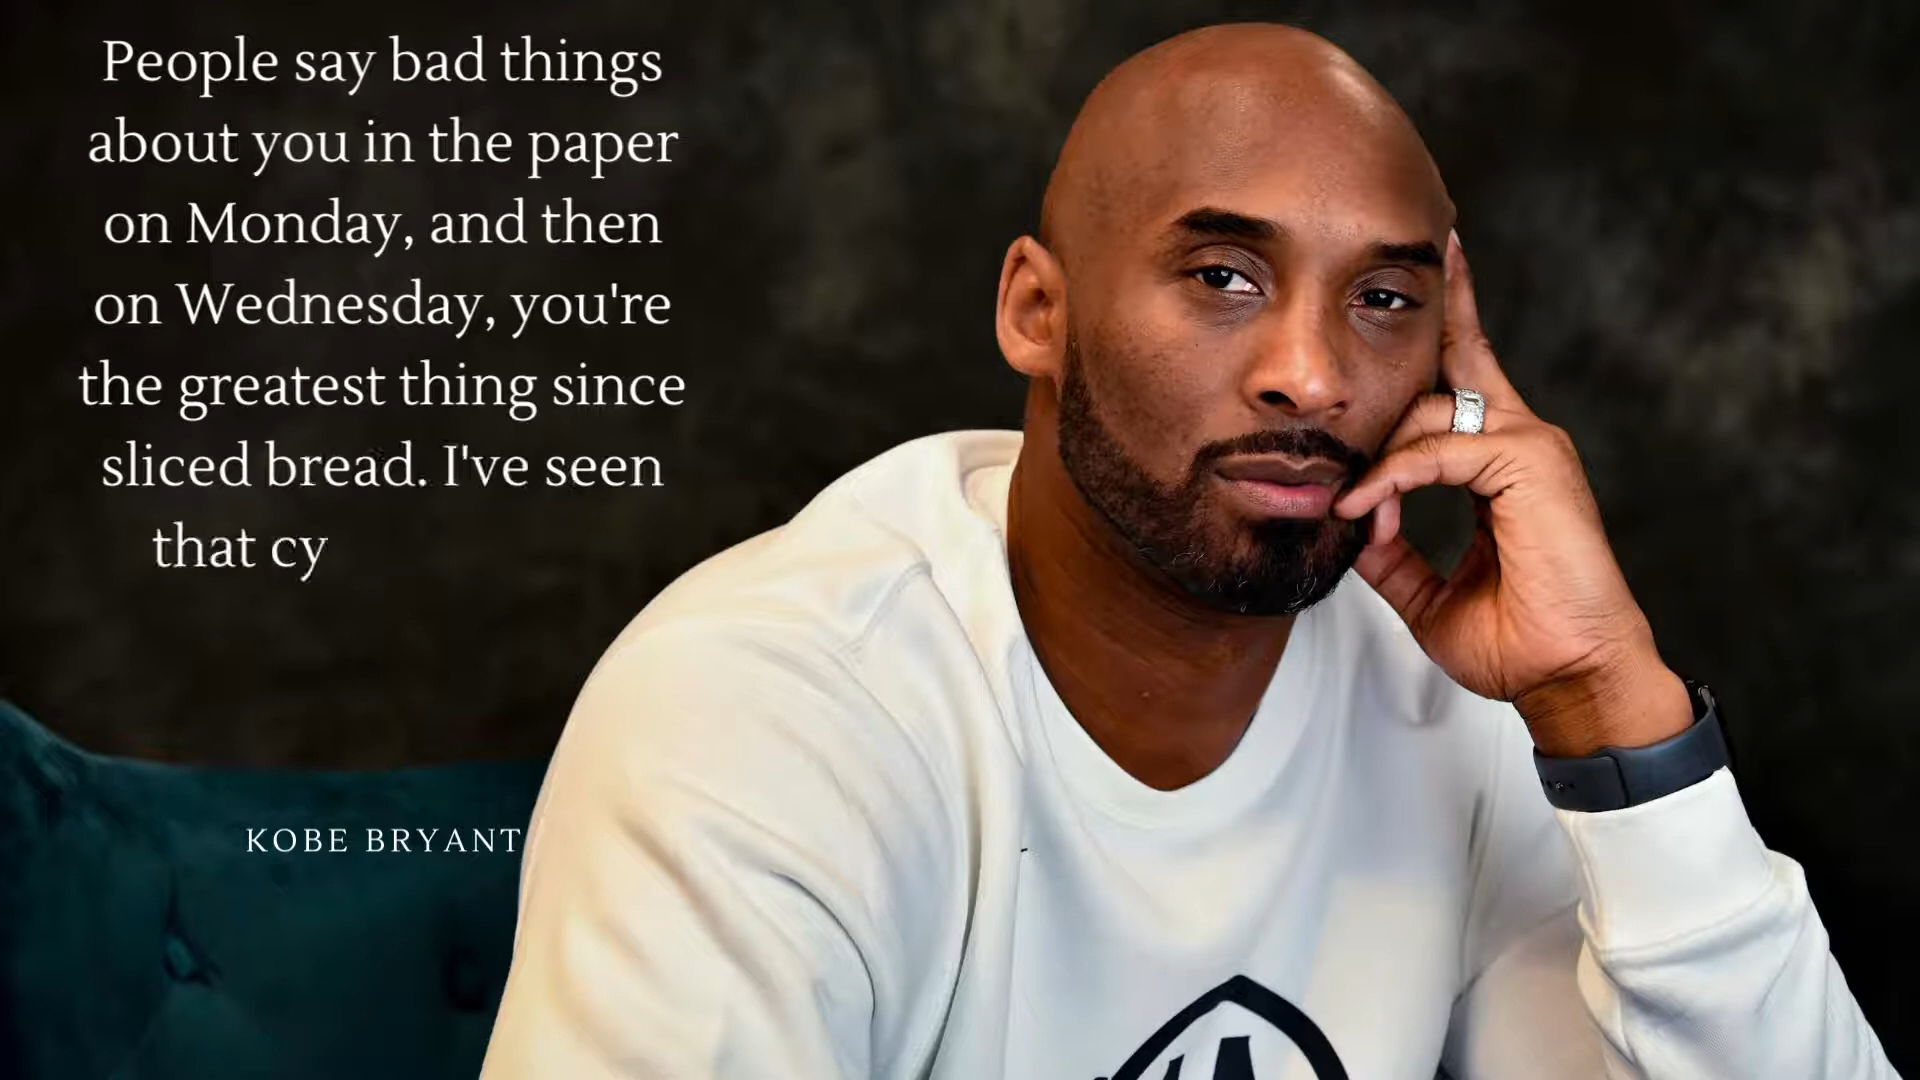 People say bad things
about you in the paper
on Monday, and then
on Wednesday, you're
the greatest thing since
sliced bread. I've seen
that cy
KOBE BRYANT